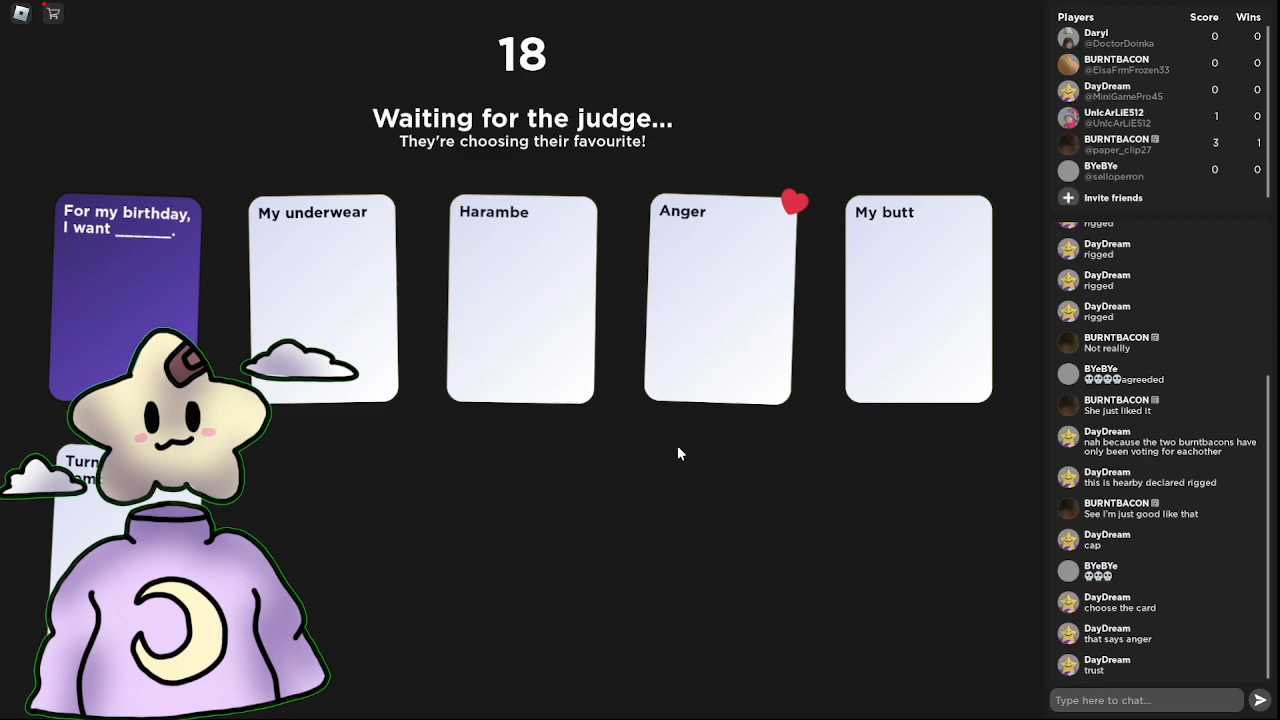 18
Waiting for the judge...
They're choosing their favourite!
For my birthday,
I want ______.
My underwear
Harambe
Anger
My butt
Turn
Players Score Wins
Daryl 0 0
@DoctorDoinka
BURNTBACON 0 0
@ElsaFrmFrozen33
DayDream 0 0
@MiniGamePro45
UnIcArLiE512 1 0
@UnIcArLiE512
BURNTBACON 3 1
@paper_clip27
BYeBYe 0 0
@selloperron
Invite friends
rigged
DayDream
rigged
DayDream
rigged
DayDream
rigged
BURNTBACON
Not reallly
BYeBYe
💀💀💀💀agreeded
BURNTBACON
She just liked it
DayDream
nah because the two burntbacons have
only been voting for eachother
DayDream
this is hearby declared rigged
BURNTBACON
See I'm just good like that
DayDream
cap
BYeBYe
💀💀💀
DayDream
choose the card
DayDream
that says anger
DayDream
trust
Type here to chat...